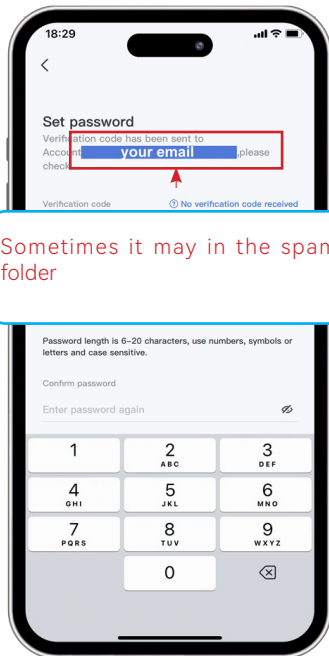 18:29
Set password
Verification code has been sent to
Account your email ,please
check
Verification code No verification code received
Sometimes it may in the spam
folder
Password length is 6-20 characters, use numbers, symbols or
letters and case sensitive.
Confirm password
Enter password again
1 2 3
ABC DEF
4 5 6
GHI JKL MNO
7 8 9
PQRS TUV WXYZ
0